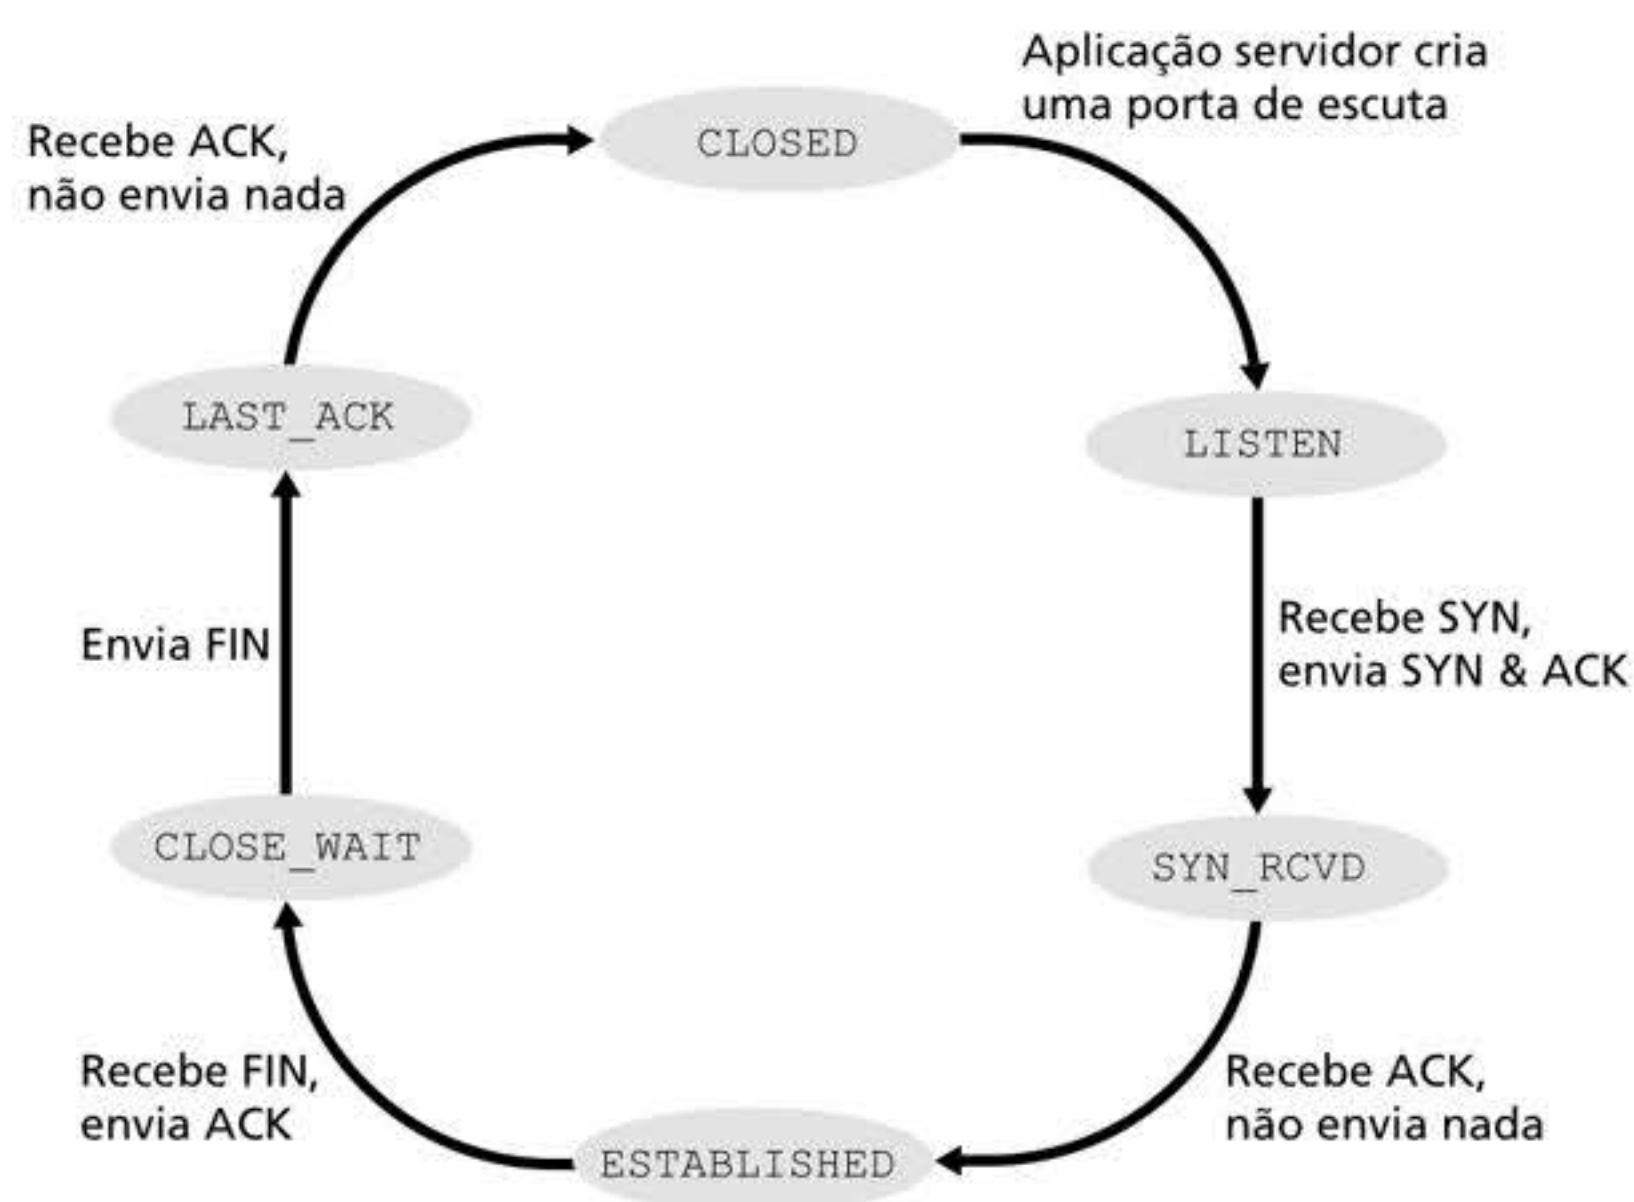 Aplicação servidor cria
uma porta de escuta
CLOSED
Recebe ACK,
não envia nada
LAST_ACK
LISTEN
Envia FIN
Recebe SYN,
envia SYN & ACK
CLOSE_WAIT
SYN_RCVD
Recebe FIN,
envia ACK
Recebe ACK,
não envia nada
ESTABLISHED